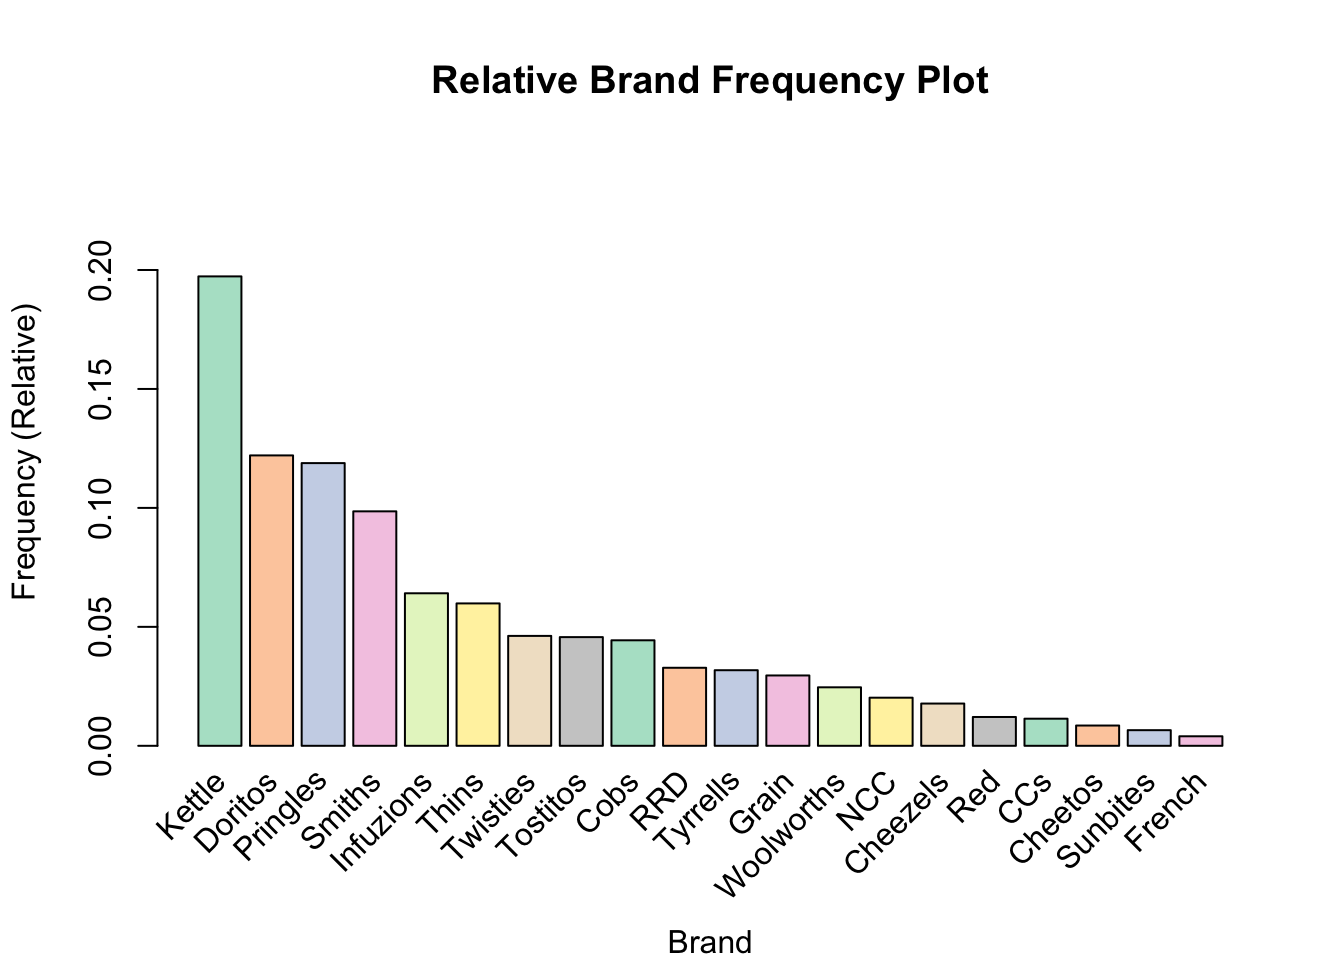 Relative Brand Frequency Plot
Frequency (Relative)
0.20
0.15
0.10
0.05
0.00
Kettle
Doritos
Pringles
Smiths
Infuzions
Thins
Twisties
Tostitos
Cobs
RRD
Tyrrells
Grain
Woolworths
NCC
Cheezels
Red
CCs
Cheetos
Sunbites
French
Brand